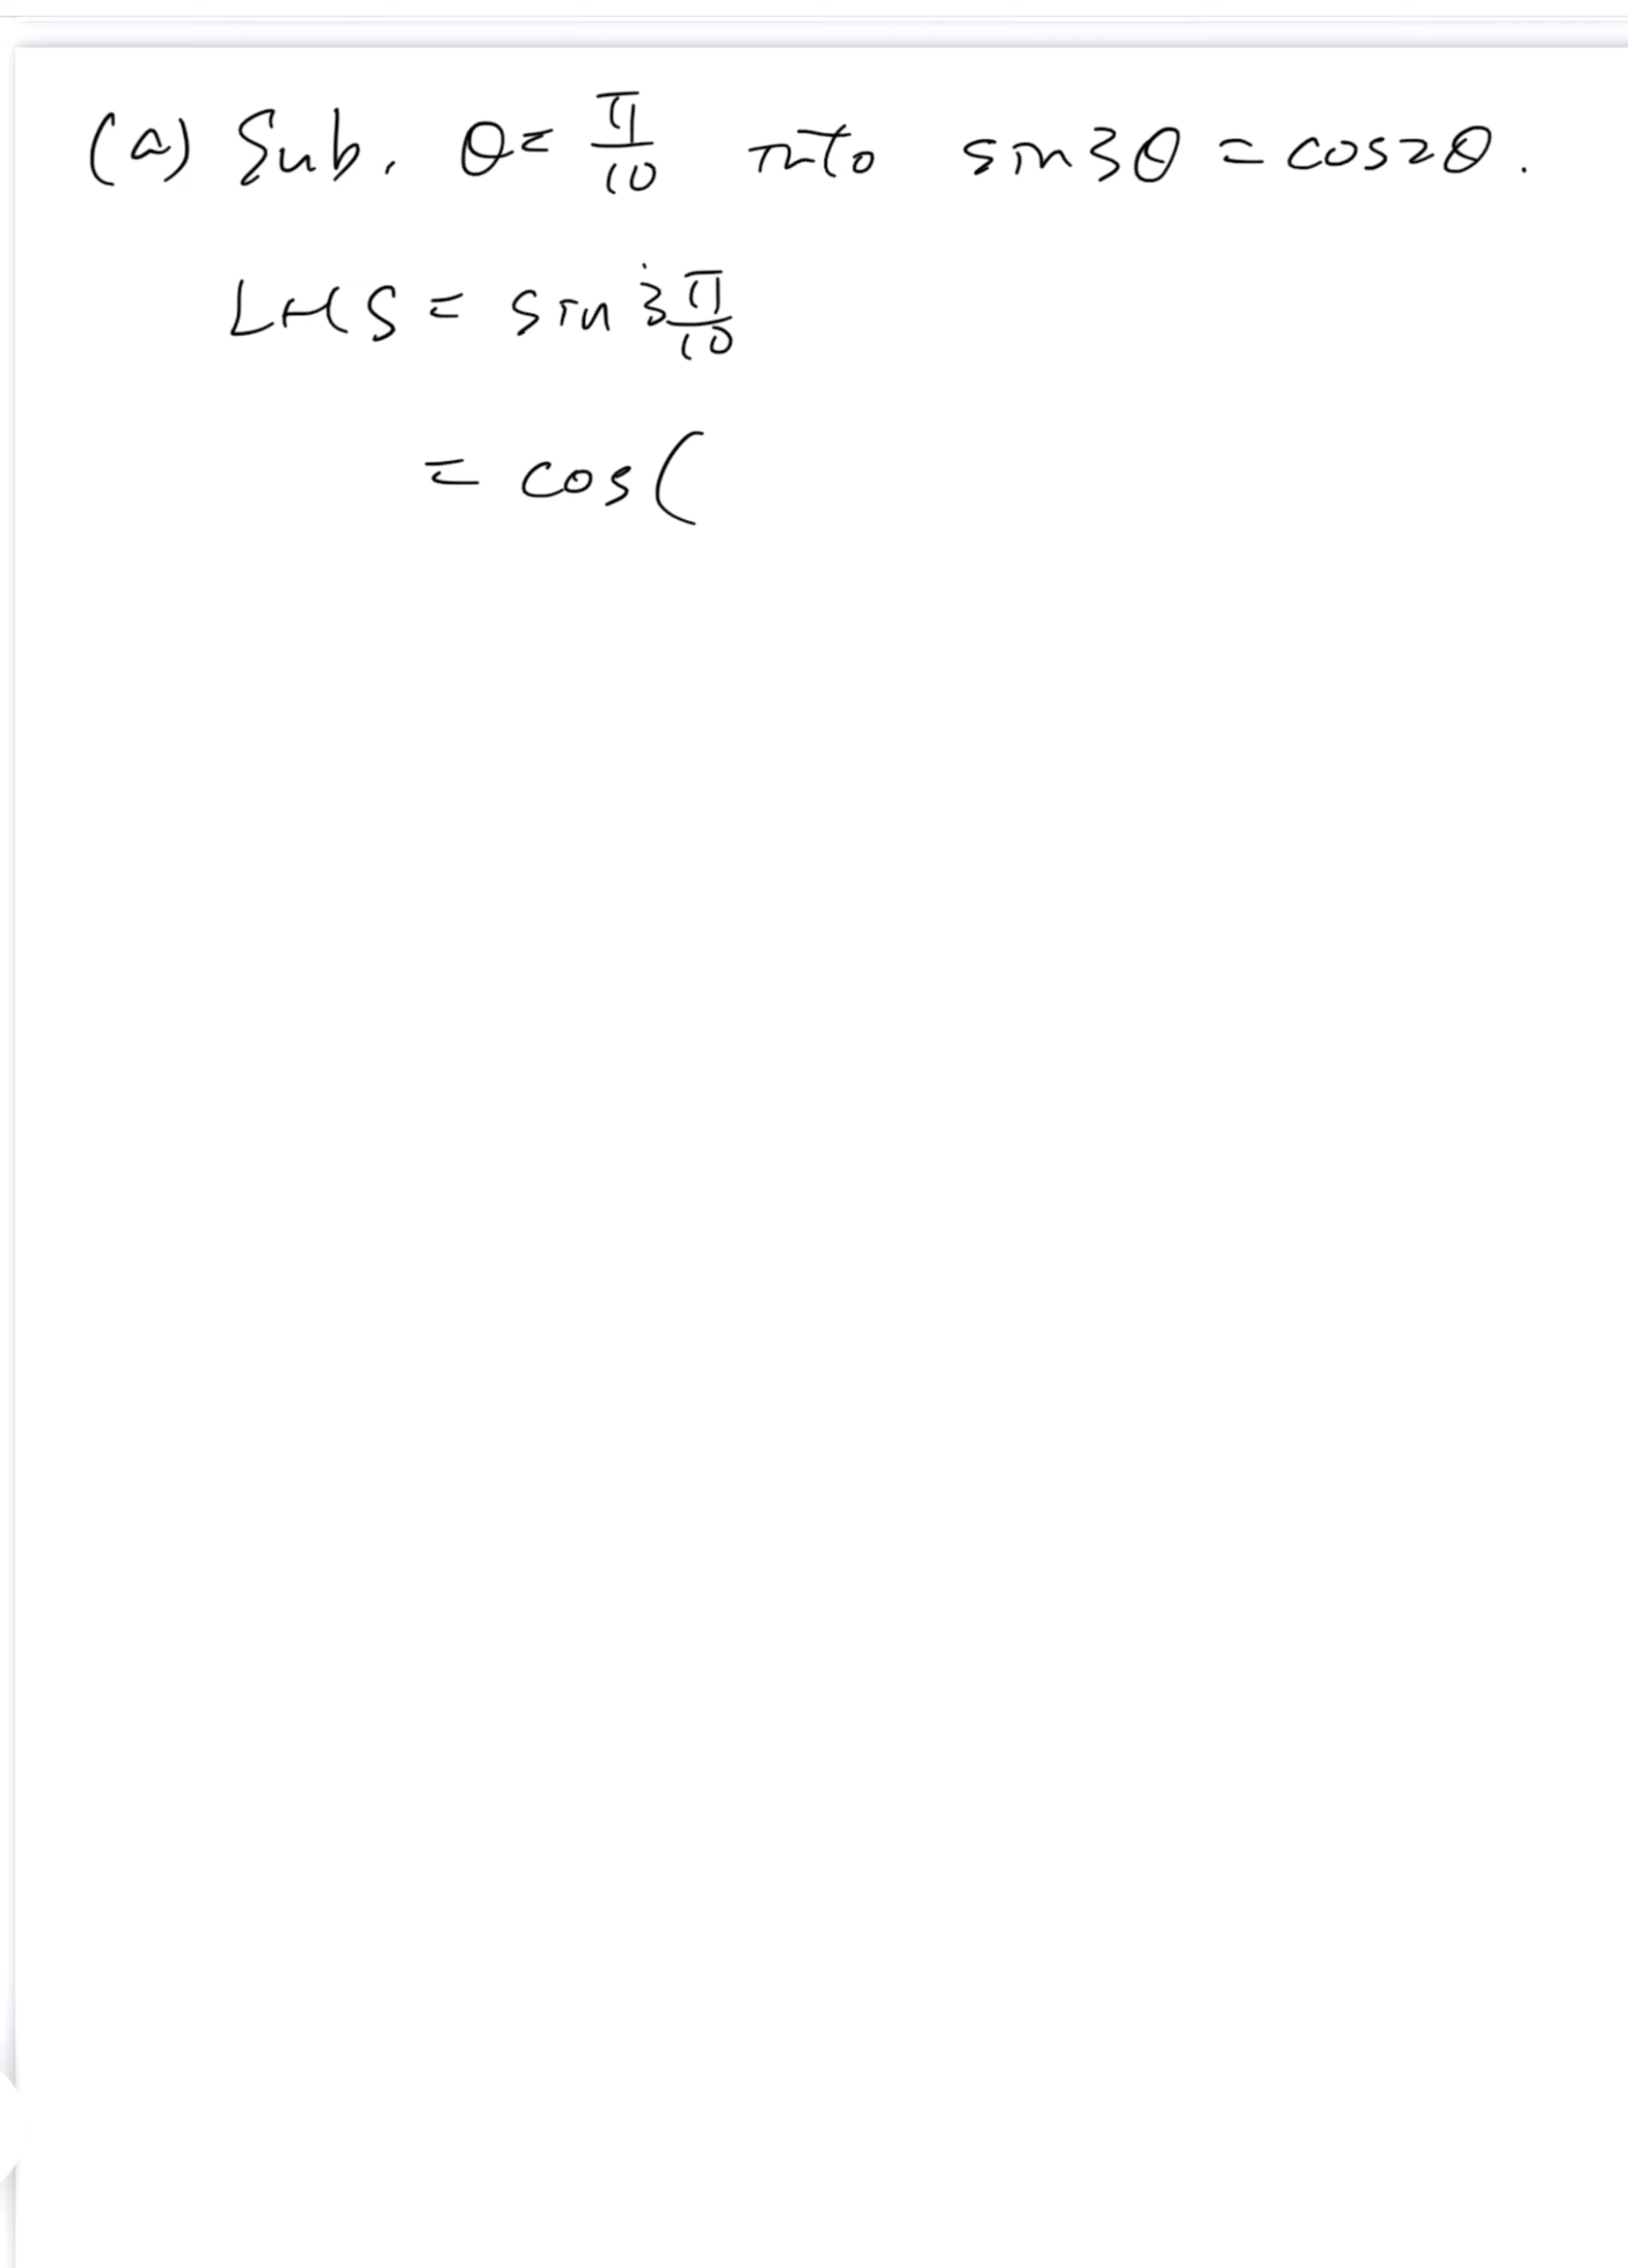 (a) Sub. θ = π/10 into sin3θ = cos2θ.
LHS = sin 3π/10
= cos(